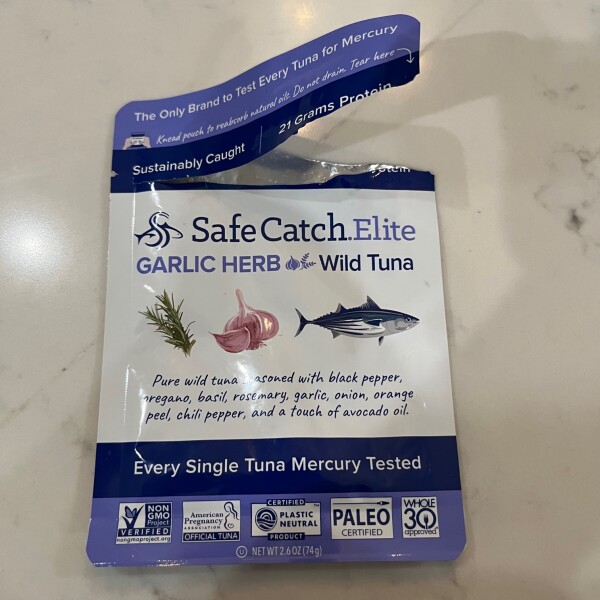 The Only Brand to Test Every Tuna for Mercury
Knead pouch to reabsorb natural oils. Do not drain. Tear here
Sustainably Caught
21 Grams Protein
Protein
Safe Catch.Elite
GARLIC HERB Wild Tuna
Pure wild tuna seasoned with black pepper,
oregano, basil, rosemary, garlic, onion, orange
peel, chili pepper, and a touch of avocado oil.
Every Single Tuna Mercury Tested
NON
GMO
Project
VERIFIED
nongmoproject.org
American
Pregnancy
ASSOCIATION
OFFICIAL TUNA
CERTIFIED
PLASTIC
NEUTRAL
PRODUCT
PALEO
CERTIFIED
WHOLE
30
approved
U NET WT 2.6 OZ (74g)